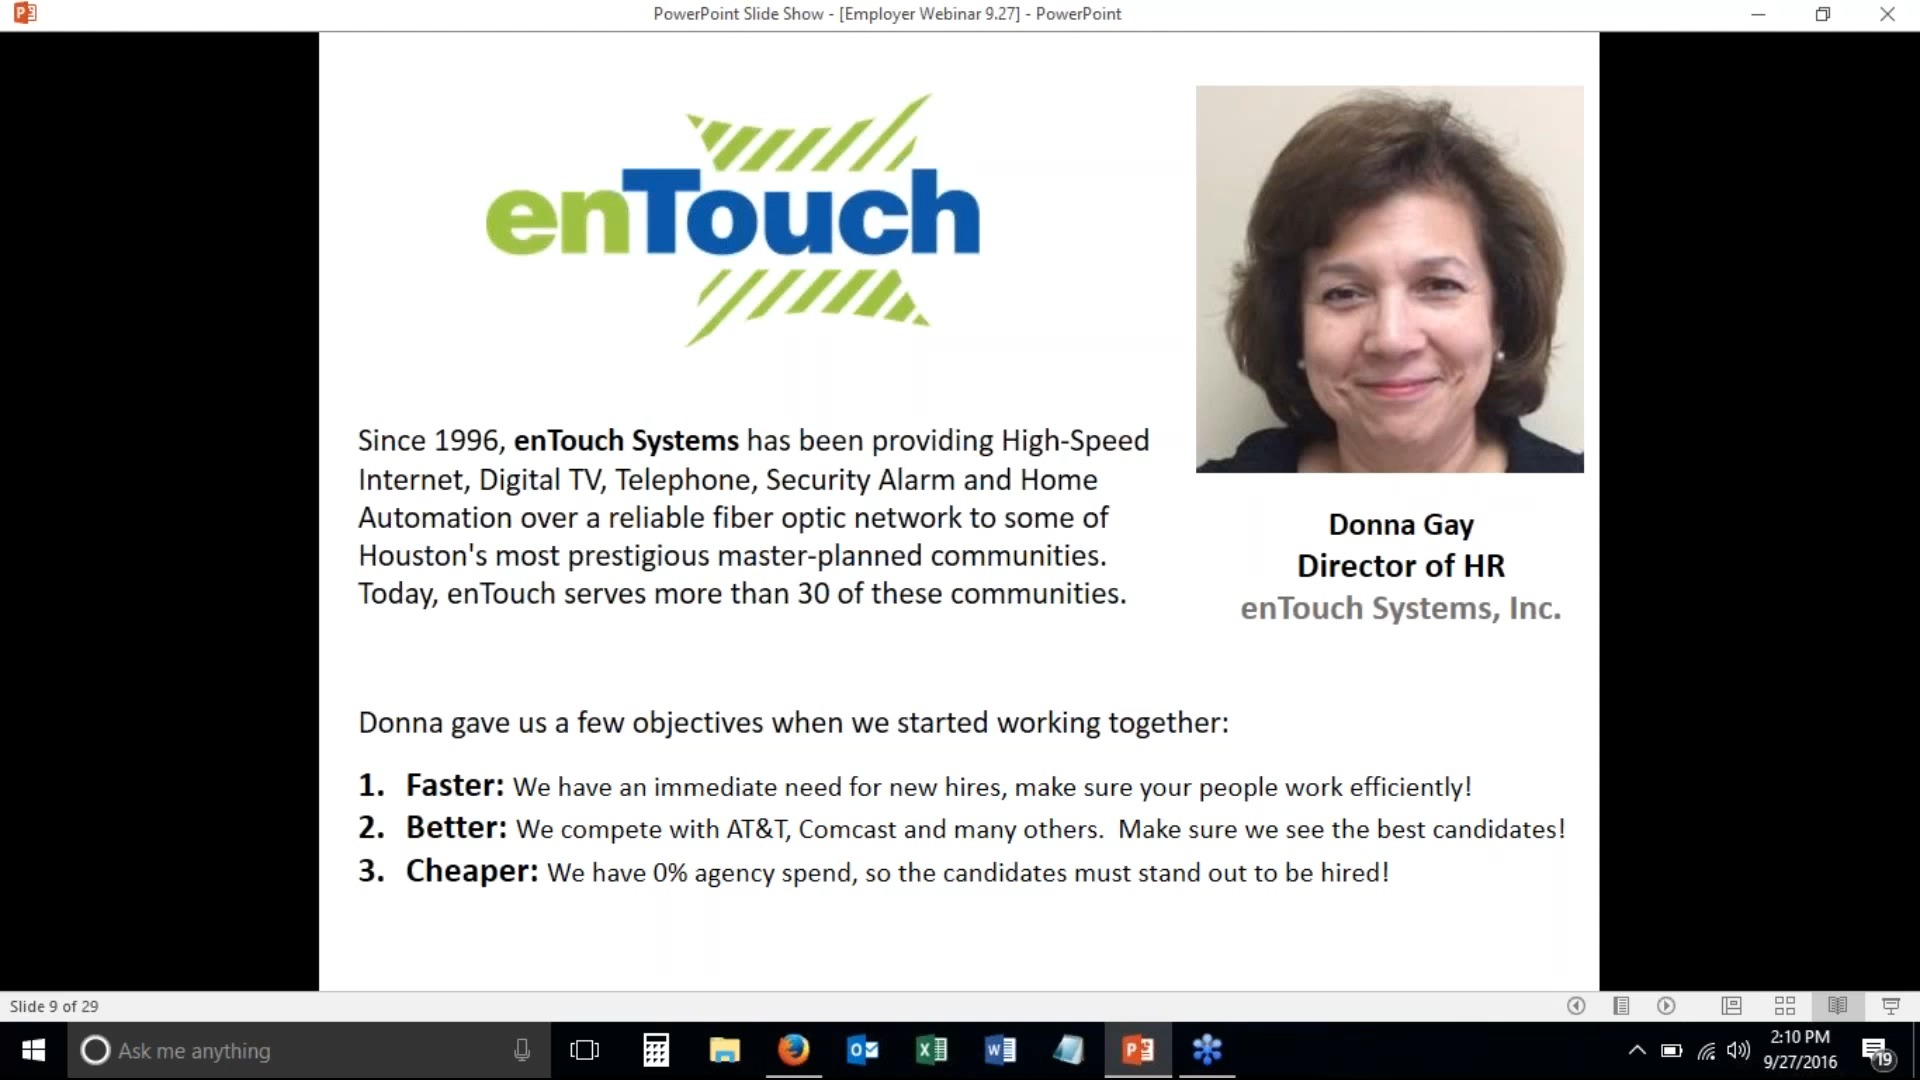 PowerPoint Slide Show - [Employer Webinar 9.27] - PowerPoint
enTouch
Since 1996, enTouch Systems has been providing High-Speed
Internet, Digital TV, Telephone, Security Alarm and Home
Automation over a reliable fiber optic network to some of
Houston's most prestigious master-planned communities.
Today, enTouch serves more than 30 of these communities.
Donna Gay
Director of HR
enTouch Systems, Inc.
Donna gave us a few objectives when we started working together:
1. Faster: We have an immediate need for new hires, make sure your people work efficiently!
2. Better: We compete with AT&T, Comcast and many others.  Make sure we see the best candidates!
3. Cheaper: We have 0% agency spend, so the candidates must stand out to be hired!
Slide 9 of 29
Ask me anything
2:10 PM
9/27/2016
19